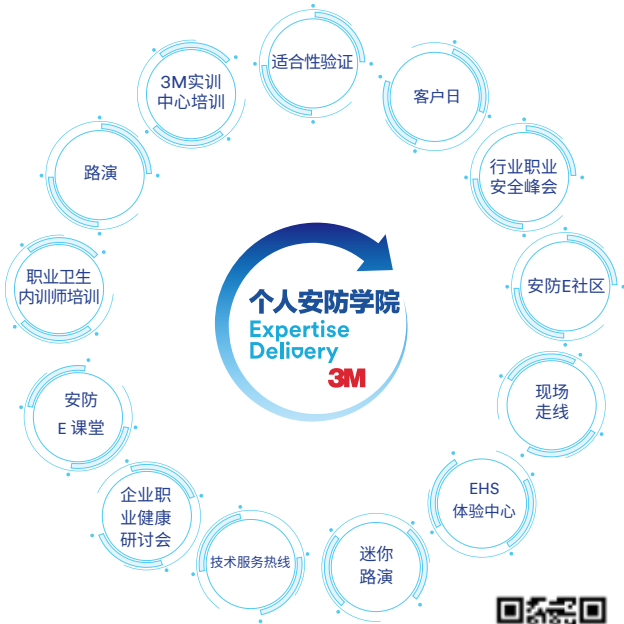 适合性验证
客户日
行业职业
安全峰会
安防E社区
现场
走线
EHS
体验中心
迷你
路演
技术服务热线
企业职
业健康
研讨会
安防
E 课堂
职业卫生
内训师培训
路演
3M实训
中心培训
个人安防学院
Expertise
Delivery
3M